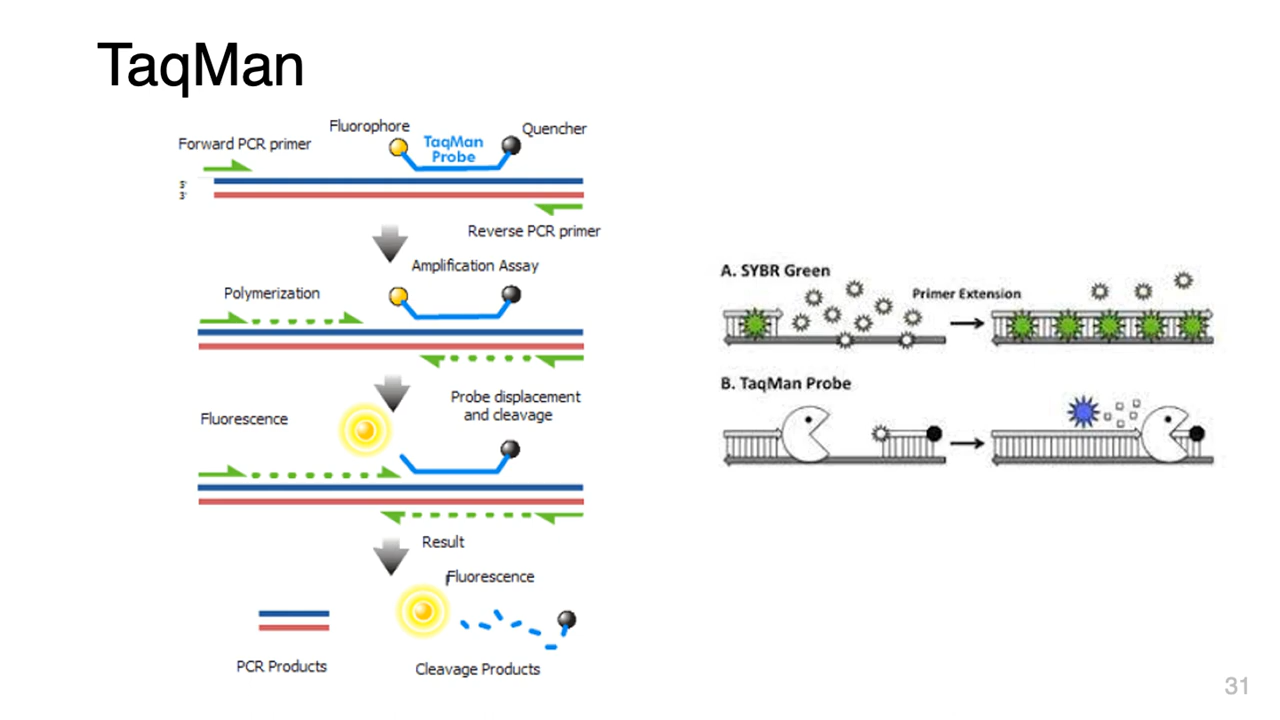 TaqMan
Fluorophore
Quencher
Forward PCR primer
TaqMan
Probe
5'
3'
Reverse PCR primer
Amplification Assay
Polymerization
Probe displacement
and cleavage
Fluorescence
Result
Fluorescence
PCR Products
Cleavage Products
A. SYBR Green
Primer Extension
B. TaqMan Probe
31